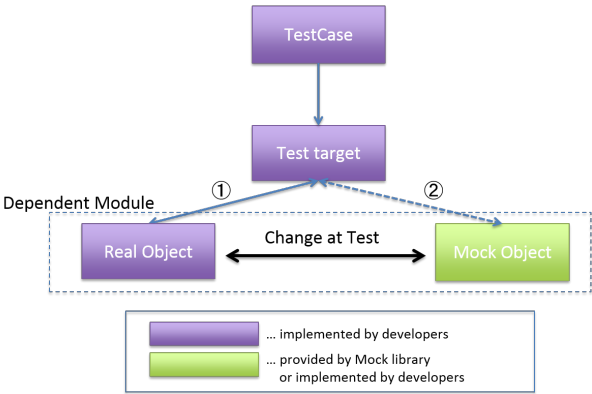 TestCase
Test target
① ②
Dependent Module
Real Object
Change at Test
Mock Object
... implemented by developers
... provided by Mock library
or implemented by developers